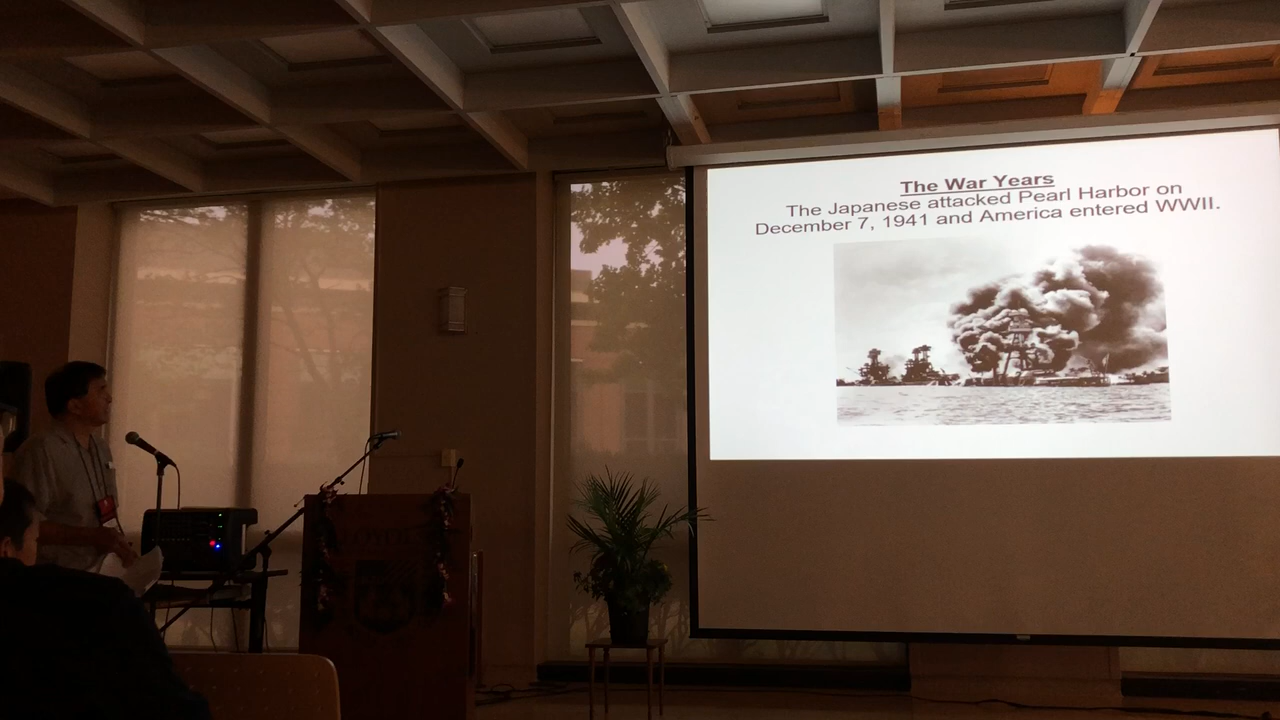 The War Years
The Japanese attacked Pearl Harbor on
December 7, 1941 and America entered WWII.